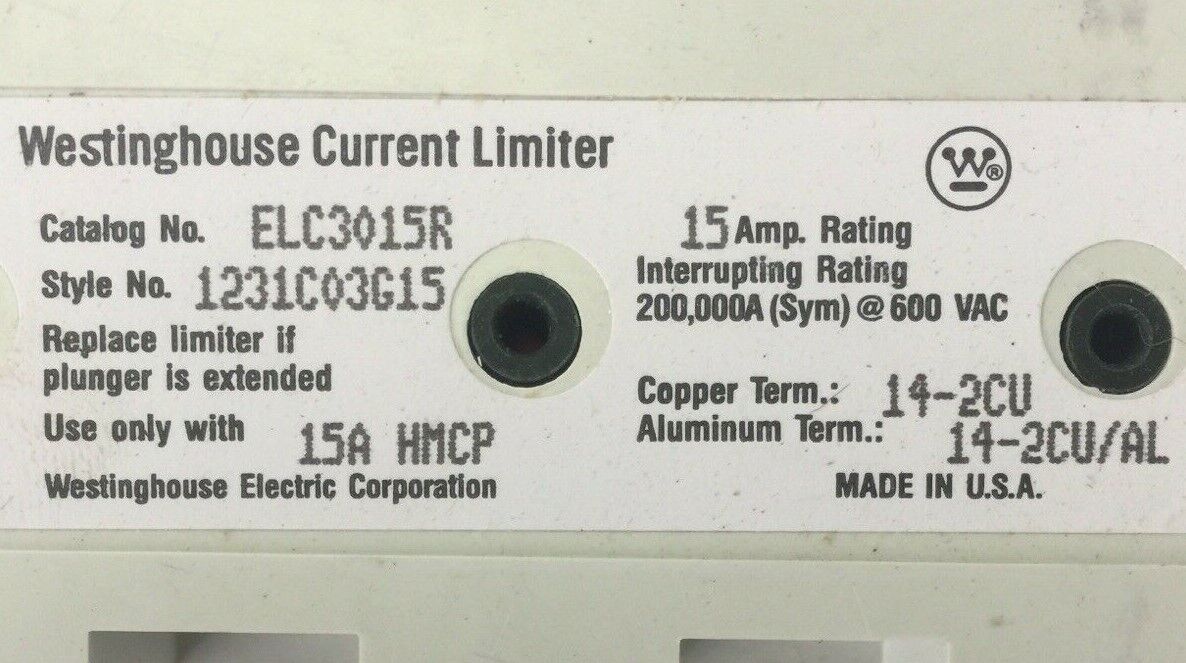 Westinghouse Current Limiter
W ®
Catalog No. ELC3015R
Style No. 1231C03G15
Replace limiter if
plunger is extended
Use only with 15A HMCP
Westinghouse Electric Corporation
15 Amp. Rating
Interrupting Rating
200,000A (Sym) @ 600 VAC
Copper Term.: 14-2CU
Aluminum Term.: 14-2CU/AL
MADE IN U.S.A.